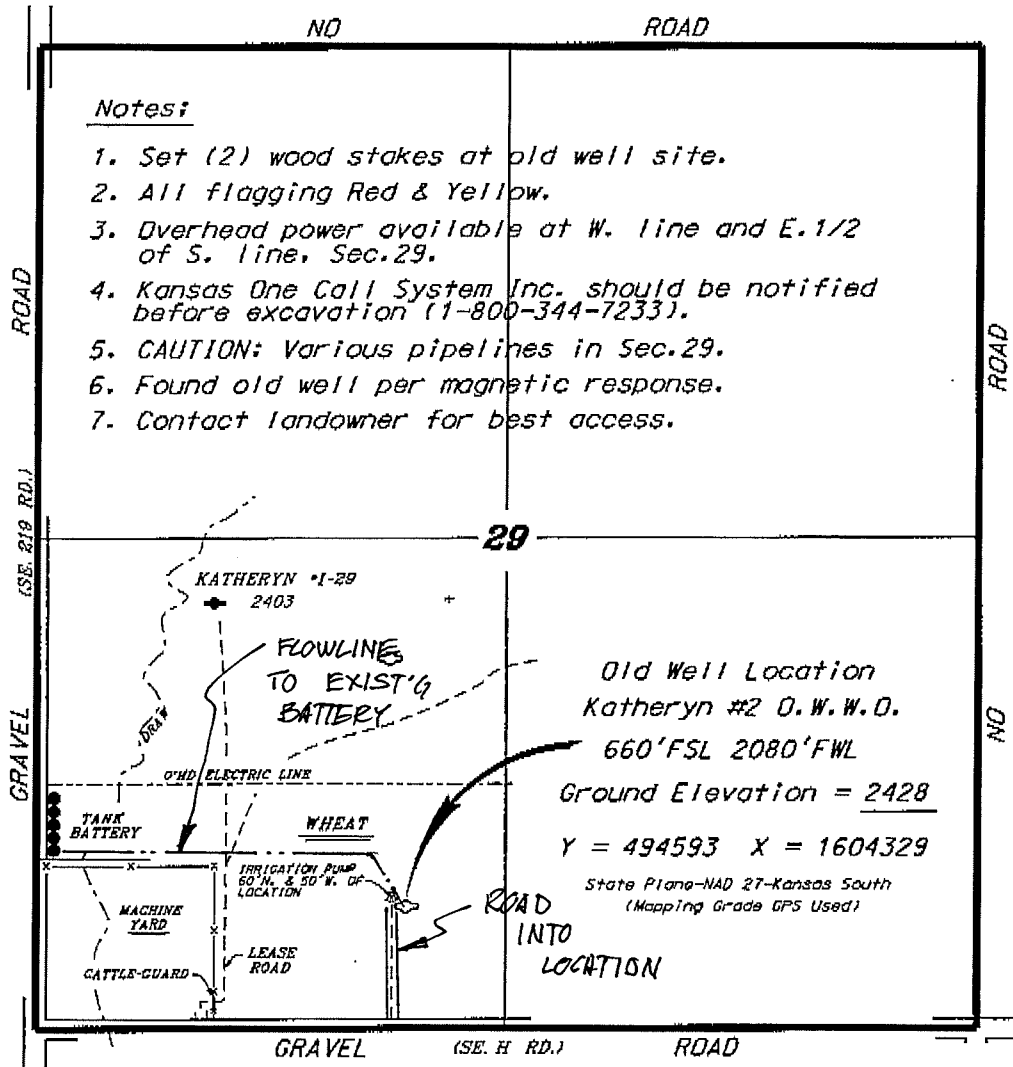 NO ROAD
Notes:
1. Set (2) wood stakes at old well site.
2. All flagging Red & Yellow.
3. Overhead power available at W. line and E.1/2
of S. line, Sec.29.
4. Kansas One Call System Inc. should be notified
before excavation (1-800-344-7233).
5. CAUTION: Various pipelines in Sec.29.
6. Found old well per magnetic response.
7. Contact landowner for best access.
GRAVEL (SE. 219 RD.) ROAD
NO ROAD
29
KATHERYN #1-29
2403
FLOWLINES
TO EXIST'G
BATTERY
DRAW
O'HD ELECTRIC LINE
TANK
BATTERY
WHEAT
Old Well Location
Katheryn #2 O.W.W.O.
660'FSL 2080'FWL
Ground Elevation = 2428
Y = 494593 X = 1604329
State Plane-NAD 27-Kansas South
(Mapping Grade GPS Used)
IRRIGATION PUMP
60'N. & 50'W. OF
LOCATION
MACHINE
YARD
CATTLE-GUARD
LEASE
ROAD
ROAD
INTO
LOCATION
GRAVEL (SE. H RD.) ROAD